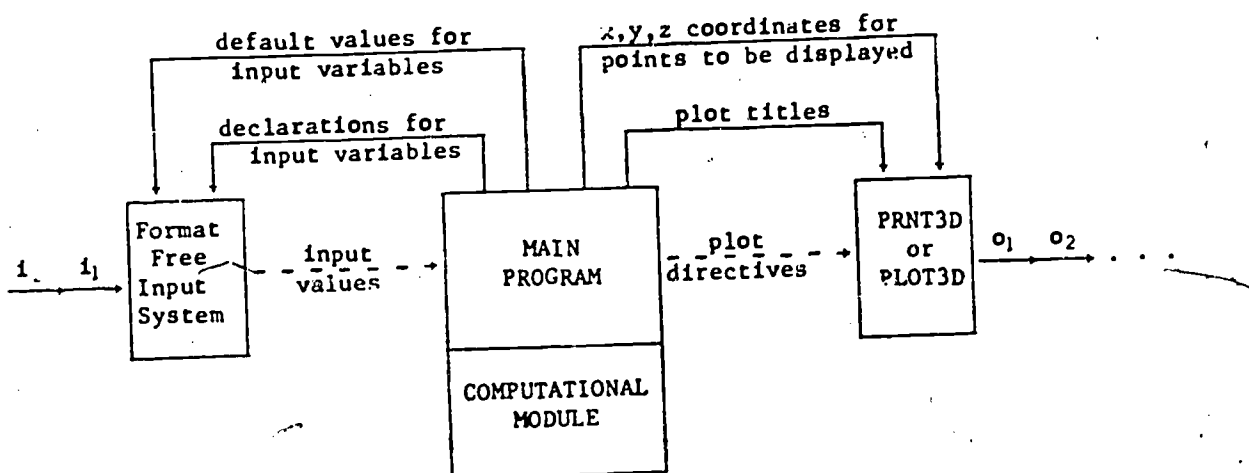 default values for
input variables
declarations for
input variables
x,y,z coordinates for
points to be displayed
plot titles
i
i₁
Format
Free
Input
System
input
values
MAIN
PROGRAM
plot
directives
PRNT3D
or
PLOT3D
o₁
o₂
. . .
COMPUTATIONAL
MODULE